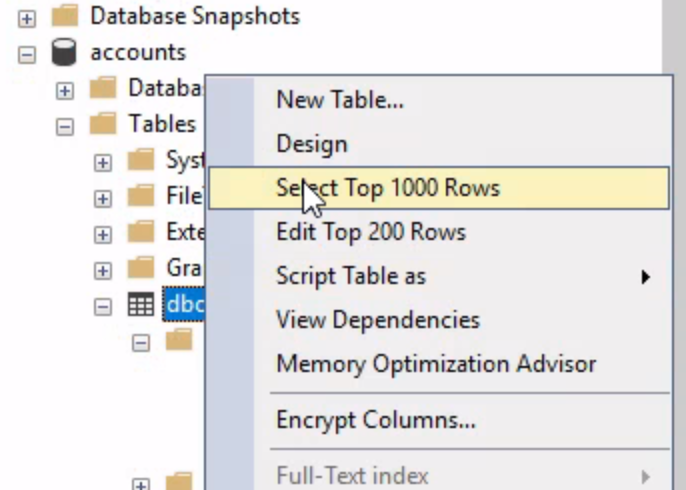 Database Snapshots
accounts
Databa
Tables
New Table...
Design
Syst
Select Top 1000 Rows
File
Edit Top 200 Rows
Exte
Script Table as
Gra
dbo
View Dependencies
Memory Optimization Advisor
Encrypt Columns...
Full-Text index